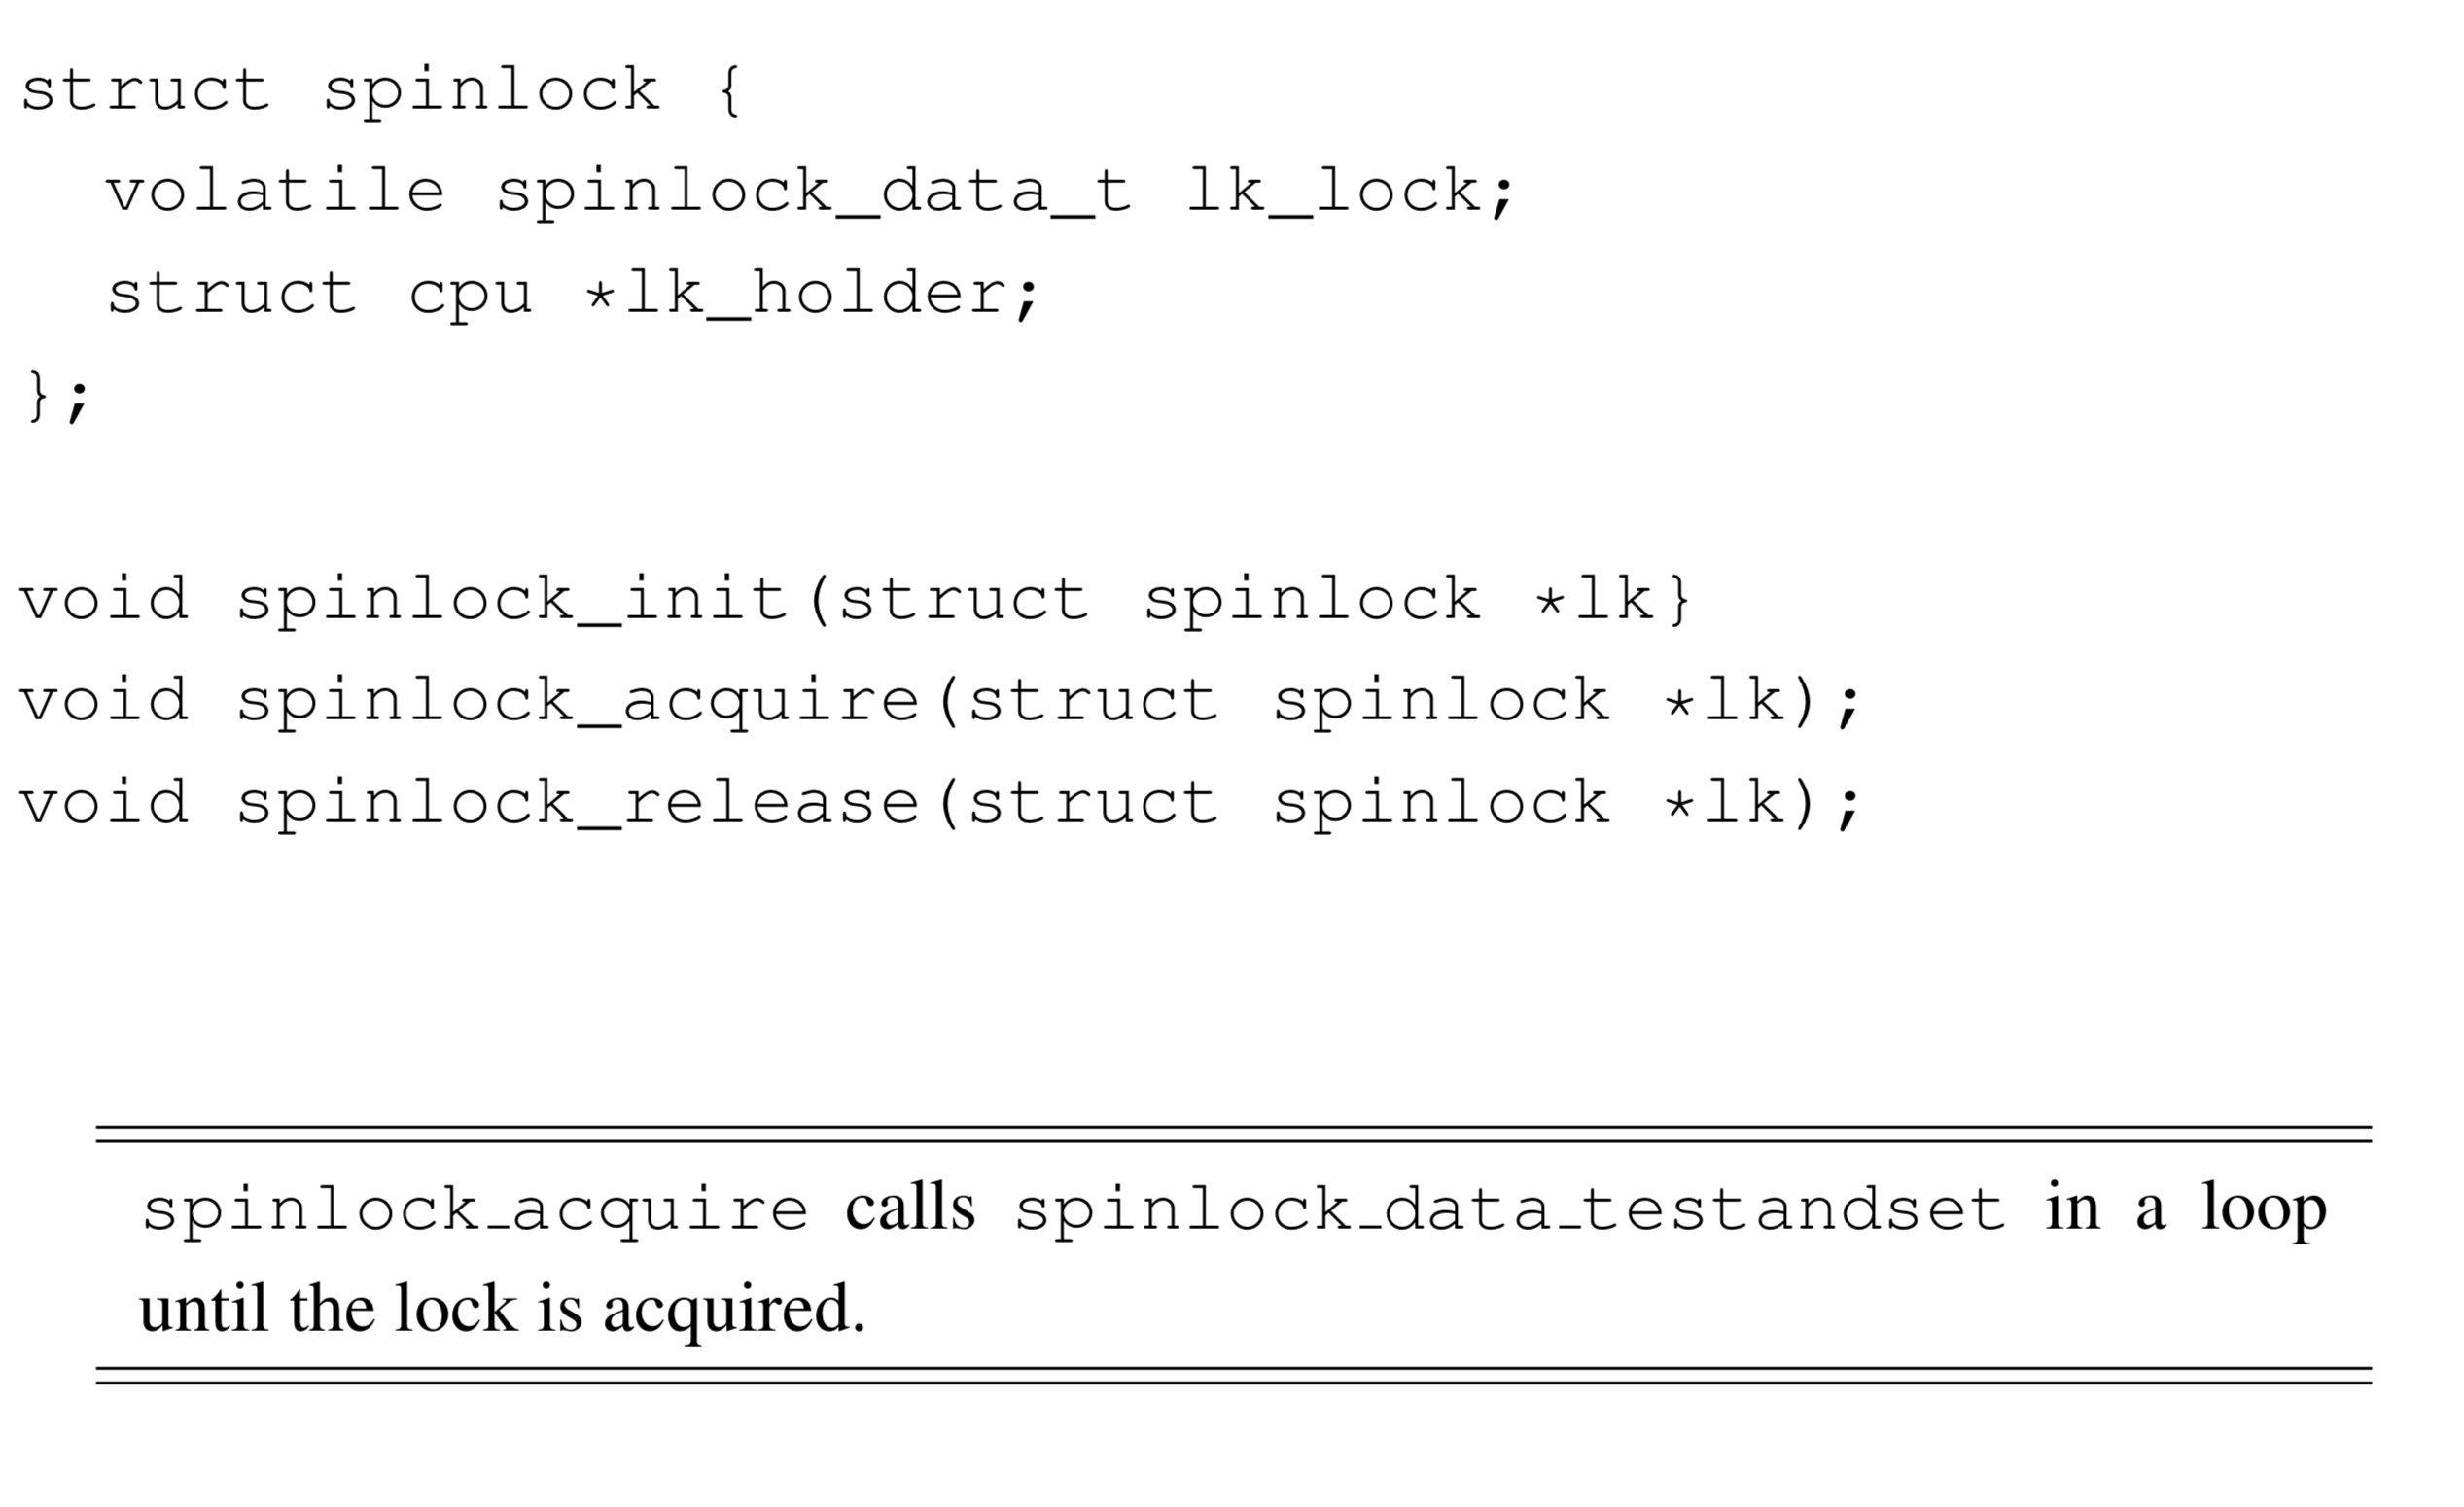 struct spinlock {
  volatile spinlock_data_t lk_lock;
  struct cpu *lk_holder;
};

void spinlock_init(struct spinlock *lk}
void spinlock_acquire(struct spinlock *lk);
void spinlock_release(struct spinlock *lk);

spinlock_acquire calls spinlock_data_testandset in a loop
until the lock is acquired.